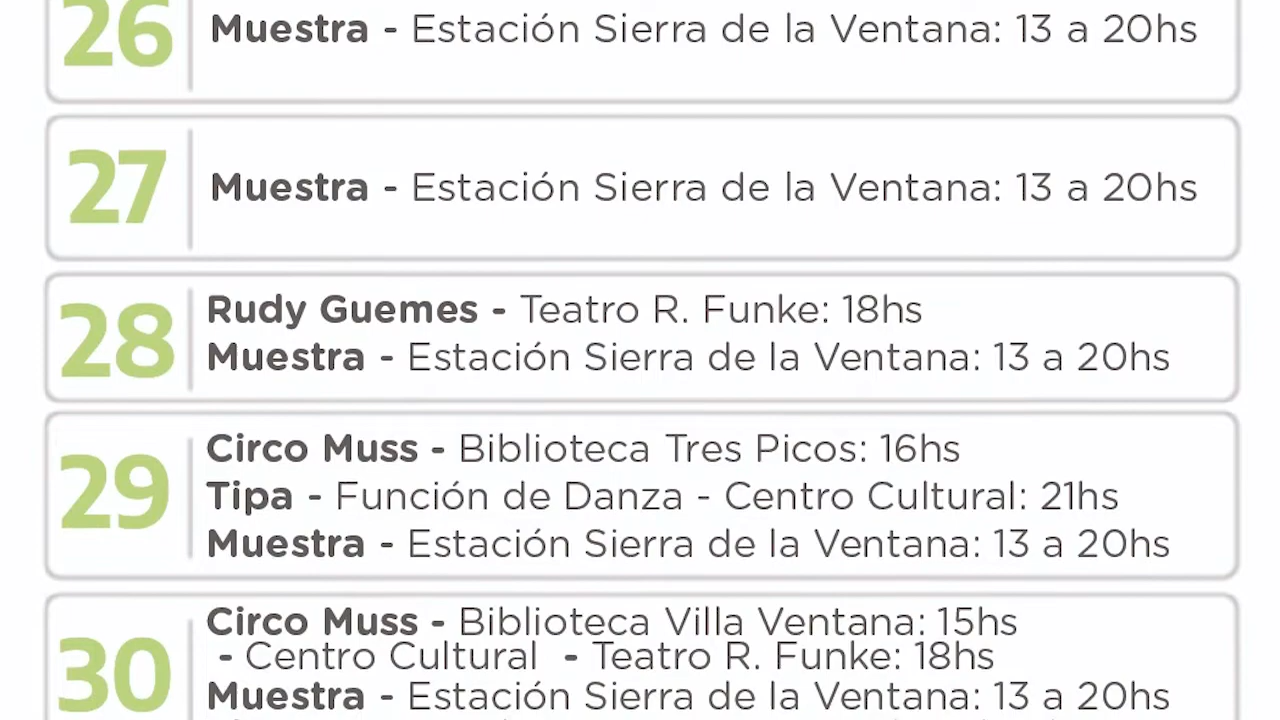 26
Muestra - Estación Sierra de la Ventana: 13 a 20hs
27
Muestra - Estación Sierra de la Ventana: 13 a 20hs
28
Rudy Guemes - Teatro R. Funke: 18hs
Muestra - Estación Sierra de la Ventana: 13 a 20hs
29
Circo Muss - Biblioteca Tres Picos: 16hs
Tipa - Función de Danza - Centro Cultural: 21hs
Muestra - Estación Sierra de la Ventana: 13 a 20hs
30
Circo Muss - Biblioteca Villa Ventana: 15hs
- Centro Cultural - Teatro R. Funke: 18hs
Muestra - Estación Sierra de la Ventana: 13 a 20hs